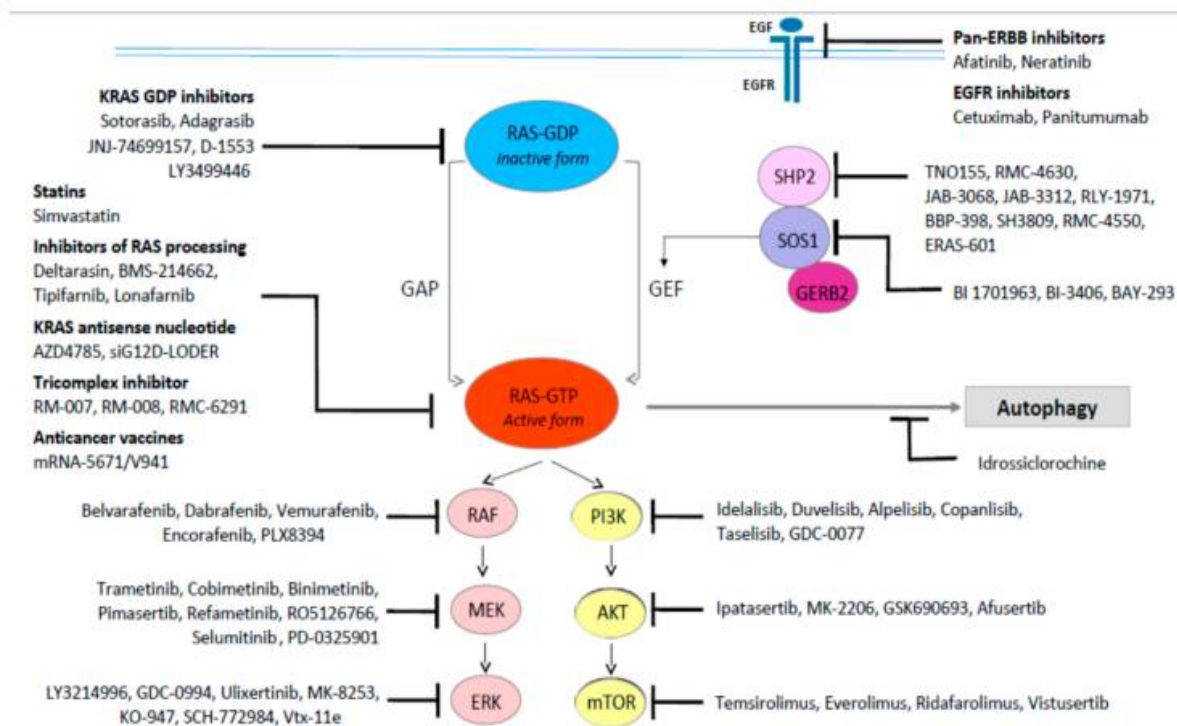 EGF
EGFR
Pan-ERBB inhibitors
Afatinib, Neratinib
EGFR inhibitors
Cetuximab, Panitumumab
KRAS GDP inhibitors
Sotorasib, Adagrasib
JNJ-74699157, D-1553
LY3499446
RAS-GDP
Inactive form
SHP2
SOS1
GERB2
TNO155, RMC-4630,
JAB-3068, JAB-3312, RLY-1971,
BBP-398, SH3809, RMC-4550,
ERAS-601
BI 1701963, BI-3406, BAY-293
Statins
Simvastatin
Inhibitors of RAS processing
Deltarasin, BMS-214662,
Tipifarnib, Lonafarnib
KRAS antisense nucleotide
AZD4785, siG12D-LODER
Tricomplex inhibitor
RM-007, RM-008, RMC-6291
Anticancer vaccines
mRNA-5671/V941
GAP
GEF
RAS-GTP
Active form
Autophagy
Idrossiclorochine
Belvarafenib, Dabrafenib, Vemurafenib,
Encorafenib, PLX8394
RAF
PI3K
Idelalisib, Duvelisib, Alpelisib, Copanlisib,
Taselisib, GDC-0077
Trametinib, Cobimetinib, Binimetinib,
Pimasertib, Refametinib, RO5126766,
Selumitinib, PD-0325901
MEK
AKT
Ipatasertib, MK-2206, GSK690693, Afusertib
LY3214996, GDC-0994, Ulixertinib, MK-8253,
KO-947, SCH-772984, Vtx-11e
ERK
mTOR
Temsirolimus, Everolimus, Ridafarolimus, Vistusertib